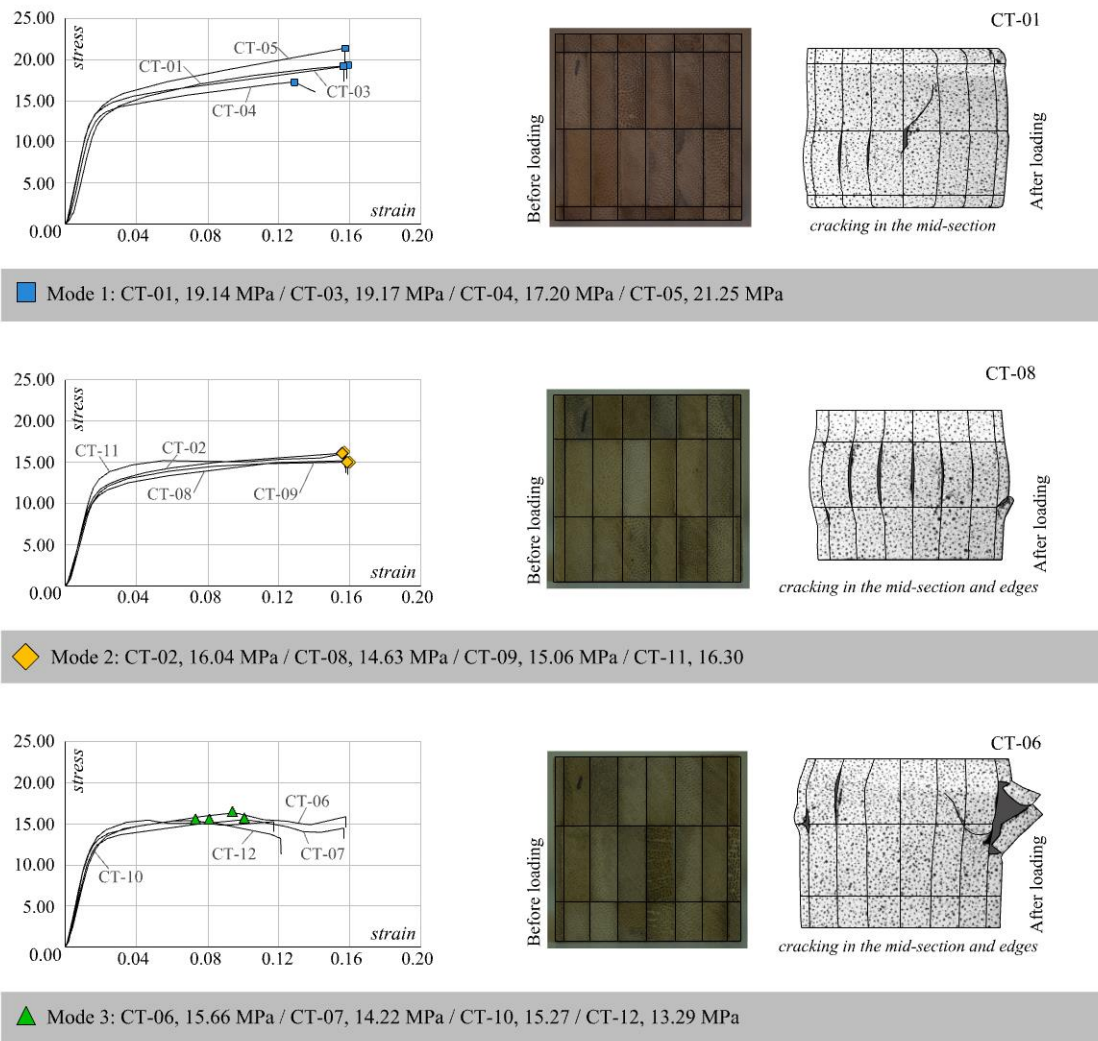 CT-01
25.00
stress
20.00
CT-05
CT-01
CT-03
15.00
CT-04
10.00
5.00
strain
0.00
0.04
0.08
0.12
0.16
0.20
Before loading
After loading
cracking in the mid-section
Mode 1: CT-01, 19.14 MPa / CT-03, 19.17 MPa / CT-04, 17.20 MPa / CT-05, 21.25 MPa
CT-08
25.00
stress
20.00
CT-11
CT-02
15.00
CT-08
CT-09
10.00
5.00
strain
0.00
0.04
0.08
0.12
0.16
0.20
Before loading
After loading
cracking in the mid-section and edges
Mode 2: CT-02, 16.04 MPa / CT-08, 14.63 MPa / CT-09, 15.06 MPa / CT-11, 16.30
CT-06
25.00
stress
20.00
CT-06
15.00
CT-12
CT-07
CT-10
10.00
5.00
strain
0.00
0.04
0.08
0.12
0.16
0.20
Before loading
After loading
cracking in the mid-section and edges
Mode 3: CT-06, 15.66 MPa / CT-07, 14.22 MPa / CT-10, 15.27 / CT-12, 13.29 MPa